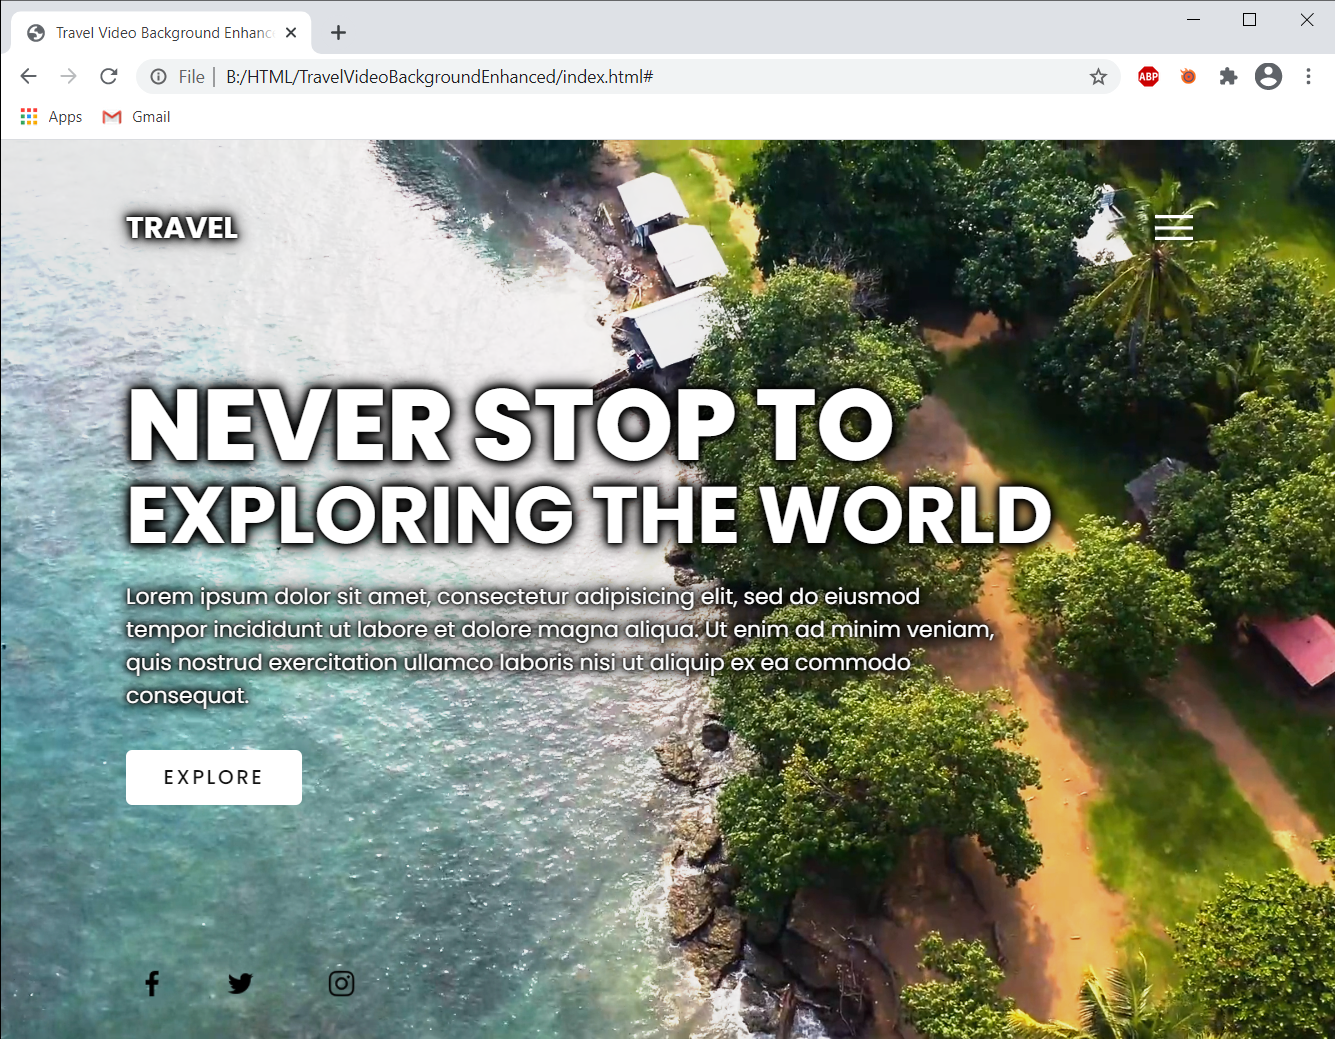 Travel Video Background Enhanc
File | B:/HTML/TravelVideoBackgroundEnhanced/index.html#
ABP
Apps Gmail
TRAVEL
NEVER STOP TO
EXPLORING THE WORLD
Lorem ipsum dolor sit amet, consectetur adipisicing elit, sed do eiusmod
tempor incididunt ut labore et dolore magna aliqua. Ut enim ad minim veniam,
quis nostrud exercitation ullamco laboris nisi ut aliquip ex ea commodo
consequat.
EXPLORE